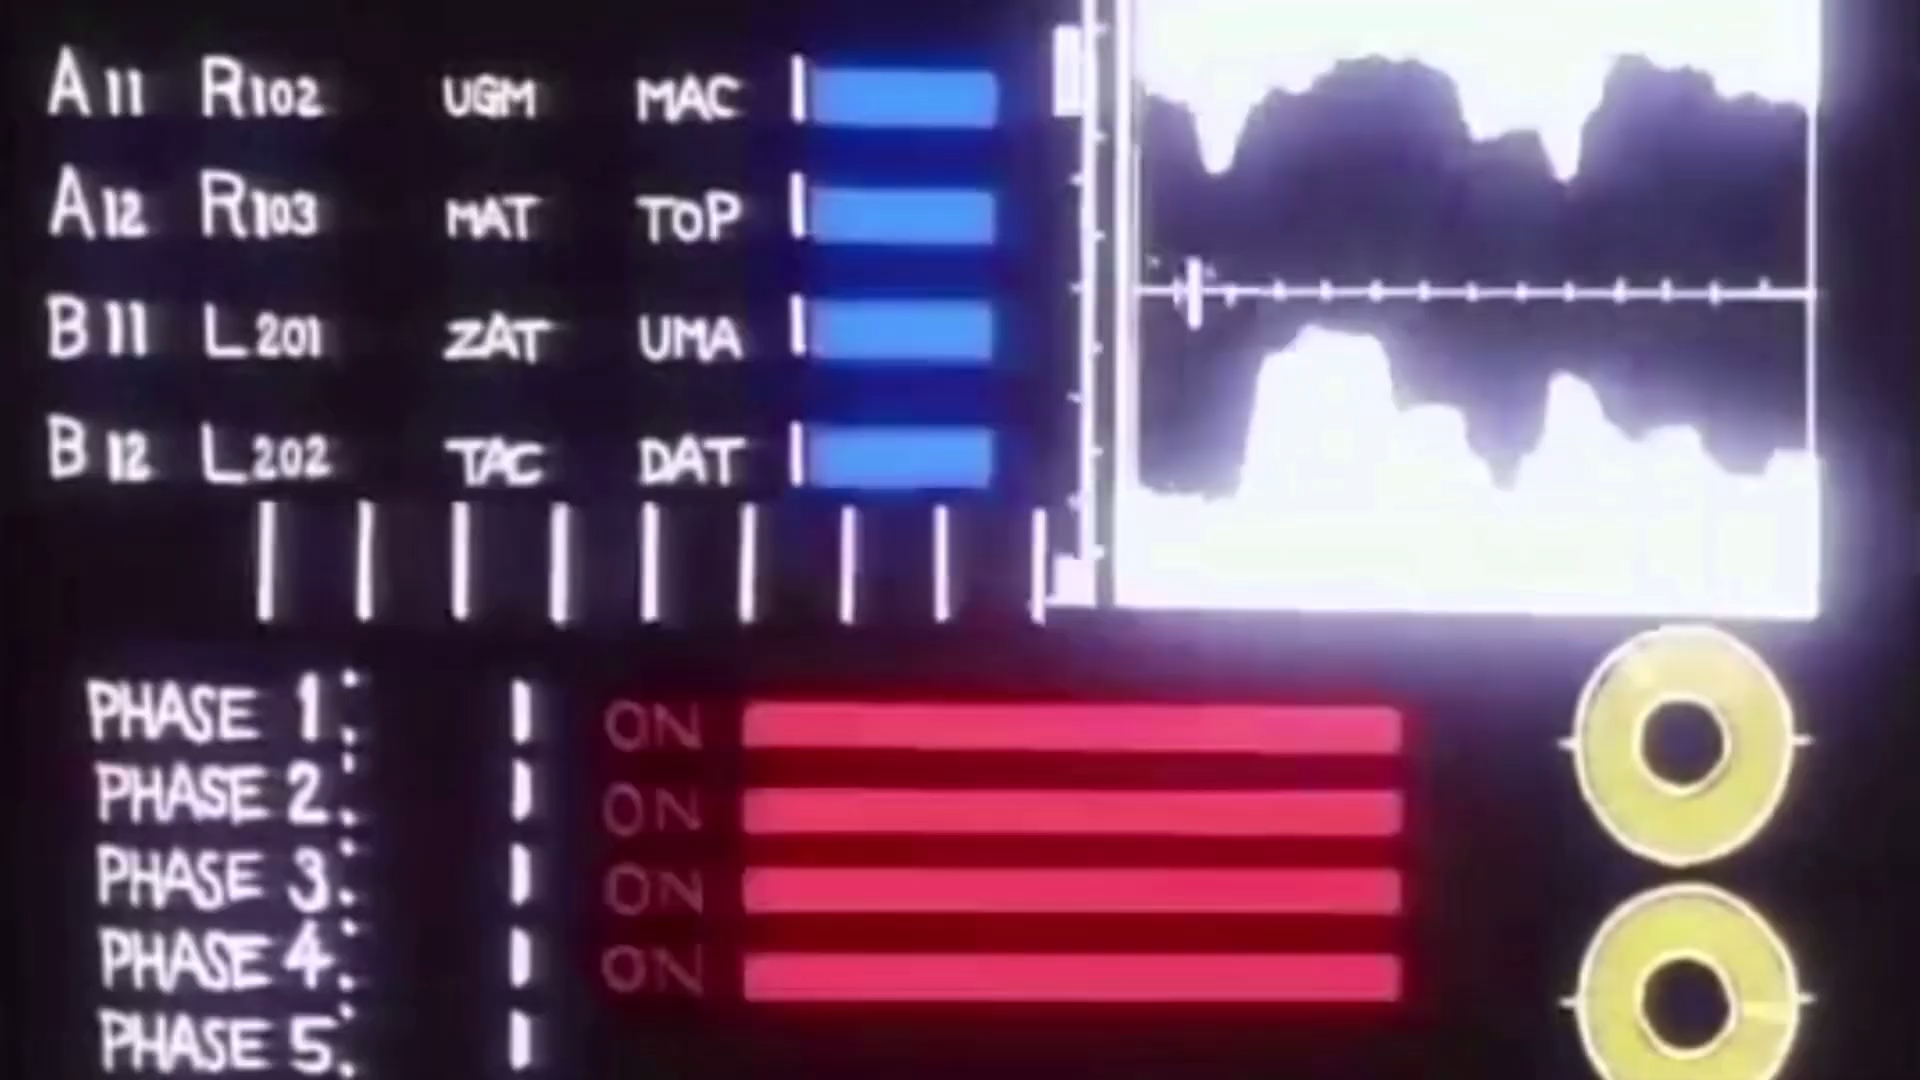 A11 R102 UGM MAC
A12 R103 MAT TOP
B11 L201 ZAT UMA
B12 L202 TAC DAT
PHASE 1: ON
PHASE 2: ON
PHASE 3: ON
PHASE 4: ON
PHASE 5: